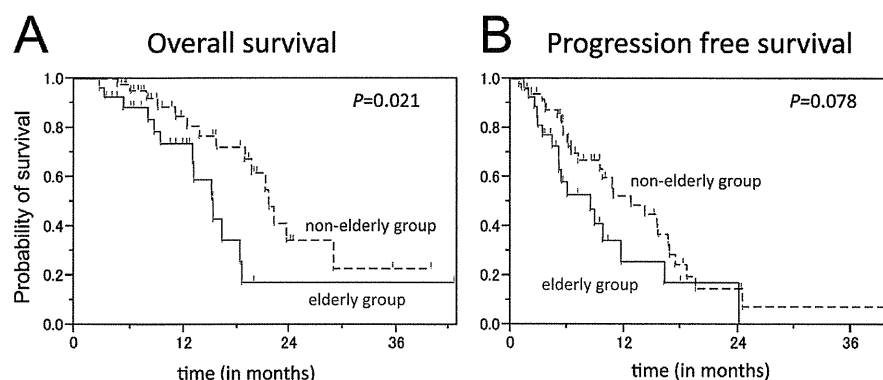 A Overall survival
Probability of survival
1.0
0.8
0.6
0.4
0.2
0.0
P=0.021
non-elderly group
elderly group
0 12 24 36
time (in months)
B Progression free survival
1.0
0.8
0.6
0.4
0.2
0.0
P=0.078
non-elderly group
elderly group
0 12 24 36
time (in months)